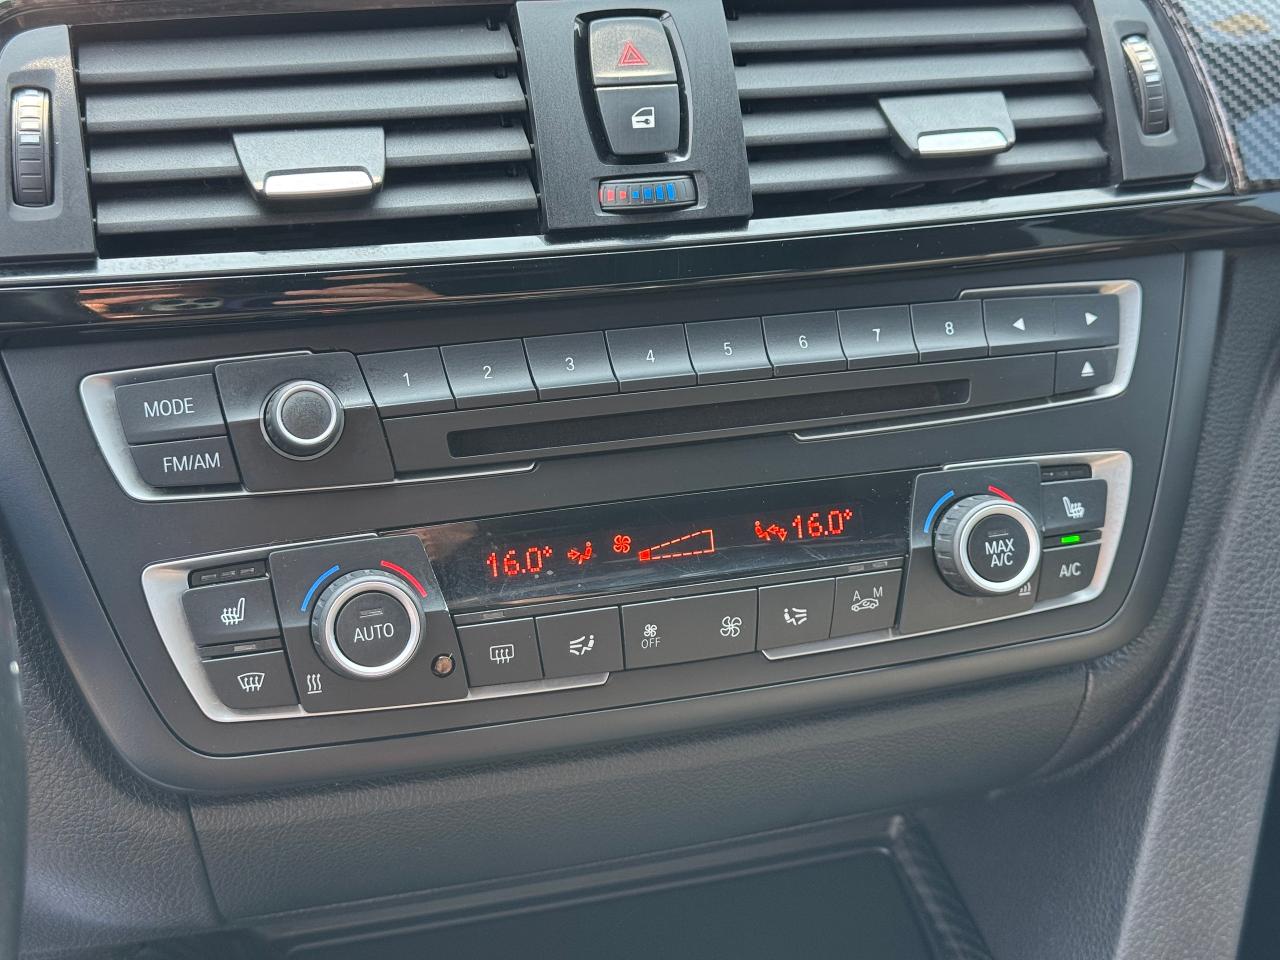 1 2 3 4 5 6 7 8
MODE
FM/AM
16.0° 16.0°
MAX
A/C
A/C
AUTO
OFF
A M